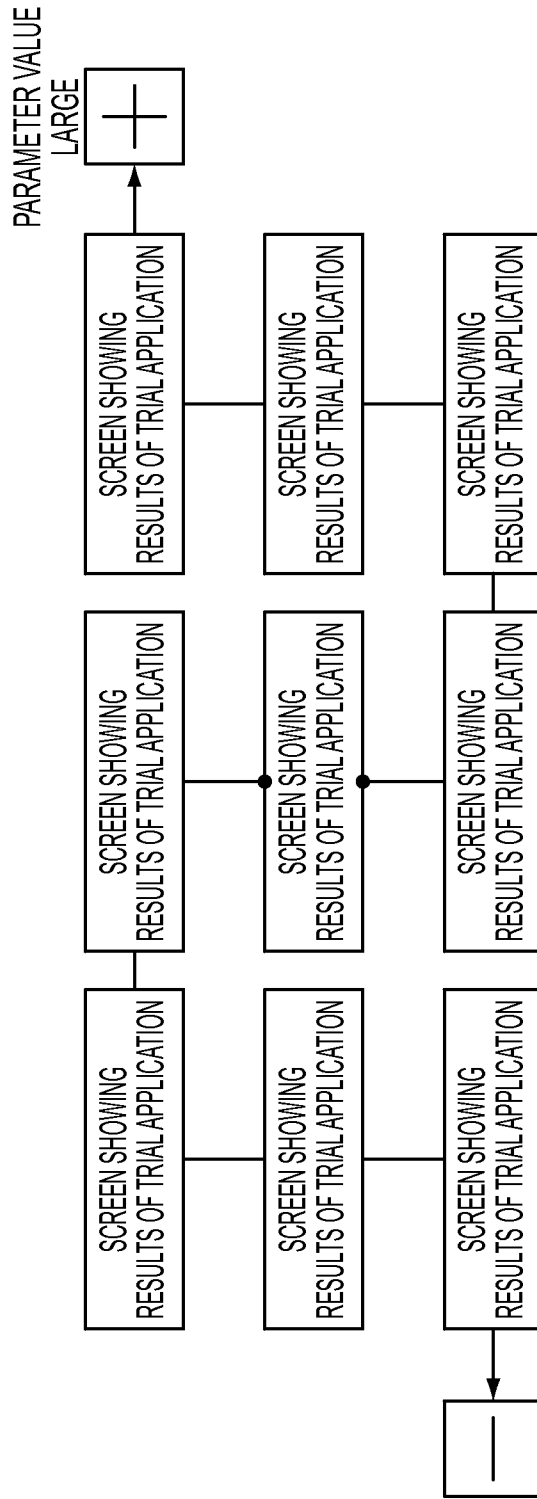 PARAMETER VALUE
LARGE
SCREEN SHOWING
RESULTS OF TRIAL APPLICATION
SCREEN SHOWING
RESULTS OF TRIAL APPLICATION
SCREEN SHOWING
RESULTS OF TRIAL APPLICATION
+
SCREEN SHOWING
RESULTS OF TRIAL APPLICATION
SCREEN SHOWING
RESULTS OF TRIAL APPLICATION
SCREEN SHOWING
RESULTS OF TRIAL APPLICATION
−
SCREEN SHOWING
RESULTS OF TRIAL APPLICATION
SCREEN SHOWING
RESULTS OF TRIAL APPLICATION
SCREEN SHOWING
RESULTS OF TRIAL APPLICATION